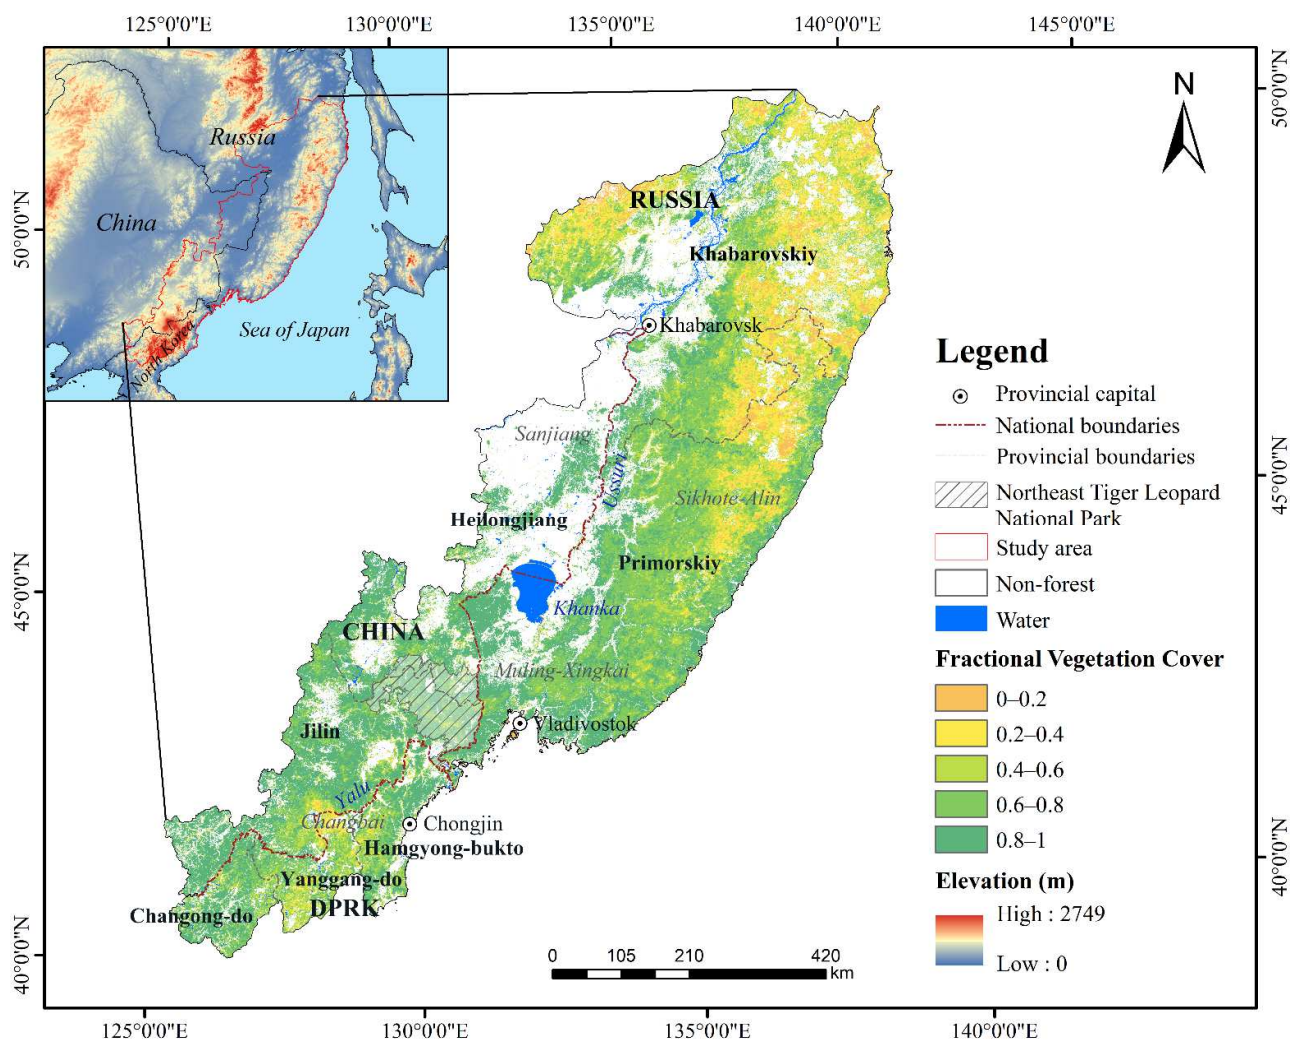 125°0'0"E
130°0'0"E
135°0'0"E
140°0'0"E
145°0'0"E
50°0'0"N
50°0'0"N
45°0'0"N
45°0'0"N
40°0'0"N
40°0'0"N
Russia
China
Sea of Japan
North Korea
N
RUSSIA
Khabarovskiy
Khabarovsk
Sanjiang
Ussuri
Sikhote-Alin
Heilongjiang
Primorskiy
Khanka
CHINA
Muling-Xingkai
Jilin
Vladivostok
Yalu
Changbai
Chongjin
Hamgyong-bukto
Yanggang-do
DPRK
Changong-do
Legend
Provincial capital
National boundaries
Provincial boundaries
Northeast Tiger Leopard
National Park
Study area
Non-forest
Water
Fractional Vegetation Cover
0–0.2
0.2–0.4
0.4–0.6
0.6–0.8
0.8–1
Elevation (m)
High : 2749
Low : 0
0 105 210 420
km
125°0'0"E
130°0'0"E
135°0'0"E
140°0'0"E